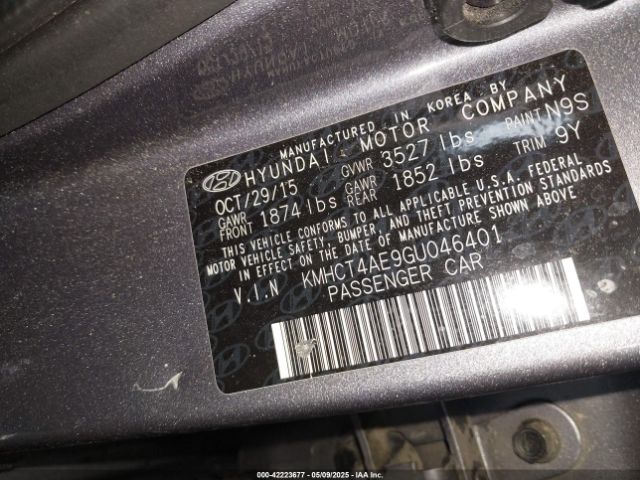 MANUFACTURED IN KOREA BY
HYUNDAI MOTOR COMPANY
OCT/29/15 GVWR 3527 lbs PAINT N9S
GAWR FRONT 1874 lbs GAWR REAR 1852 lbs TRIM 9Y
THIS VEHICLE CONFORMS TO ALL APPLICABLE U.S.A. FEDERAL
MOTOR VEHICLE SAFETY, BUMPER AND THEFT PREVENTION STANDARDS
IN EFFECT ON THE DATE OF MANUFACTURE SHOWN ABOVE
V.I.N KMHCT4AE9GU046401
PASSENGER CAR
000-42223677 - 05/09/2025 - IAA Inc.